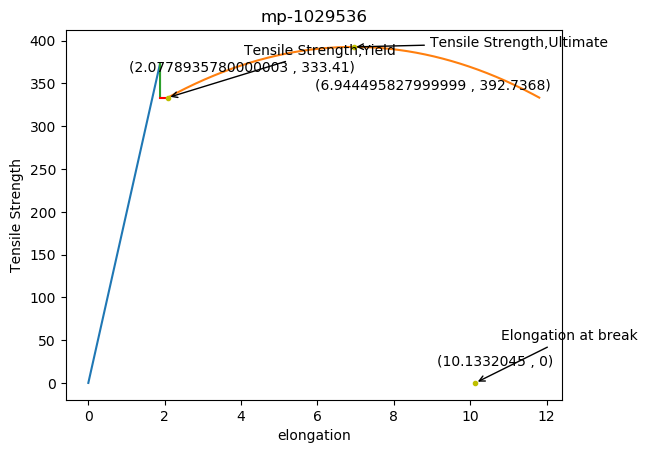 mp-1029536
Tensile Strength,Ultimate
Tensile Strength,Yield
(2.0778935780000003 , 333.41)
(6.944495827999999 , 392.7368)
Elongation at break
(10.1332045 , 0)
Tensile Strength
400
350
300
250
200
150
100
50
0
0 2 4 6 8 10 12
elongation